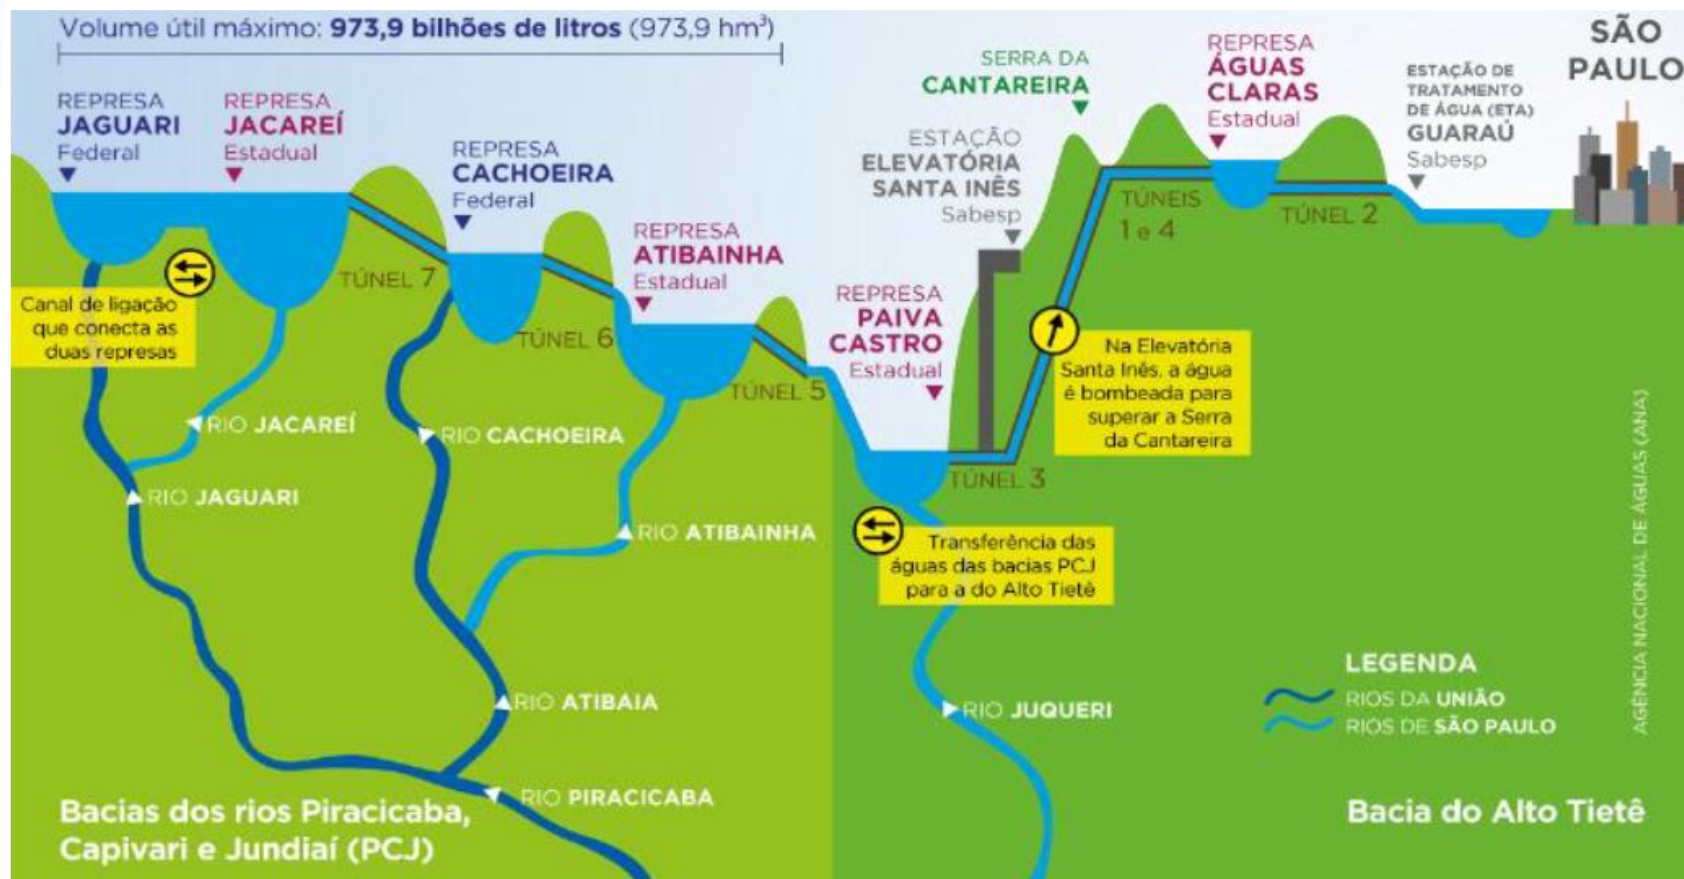 Volume útil máximo: 973,9 bilhões de litros (973,9 hm³)
REPRESA
JAGUARI
Federal
REPRESA
JACAREÍ
Estadual
REPRESA
CACHOEIRA
Federal
REPRESA
ATIBAINHA
Estadual
REPRESA
PAIVA
CASTRO
Estadual
ESTAÇÃO
ELEVATÓRIA
SANTA INÊS
Sabesp
SERRA DA
CANTAREIRA
REPRESA
ÁGUAS
CLARAS
Estadual
ESTAÇÃO DE
TRATAMENTO
DE ÁGUA (ETA)
GUARAÚ
Sabesp
SÃO
PAULO
Canal de ligação
que conecta as
duas represas
TÚNEL 7
TÚNEL 6
TÚNEL 5
TÚNEL 3
TÚNEIS
1 e 4
TÚNEL 2
Na Elevatória
Santa Inês, a água
é bombeada para
superar a Serra
da Cantareira
RIO JACAREÍ
RIO JAGUARI
RIO CACHOEIRA
RIO ATIBAINHA
RIO ATIBAIA
RIO PIRACICABA
Transferência das
águas das bacias PCJ
para a do Alto Tietê
RIO JUQUERI
LEGENDA
RIOS DA UNIÃO
RIOS DE SÃO PAULO
Bacias dos rios Piracicaba,
Capivari e Jundiaí (PCJ)
Bacia do Alto Tietê
AGÊNCIA NACIONAL DE ÁGUAS (ANA)